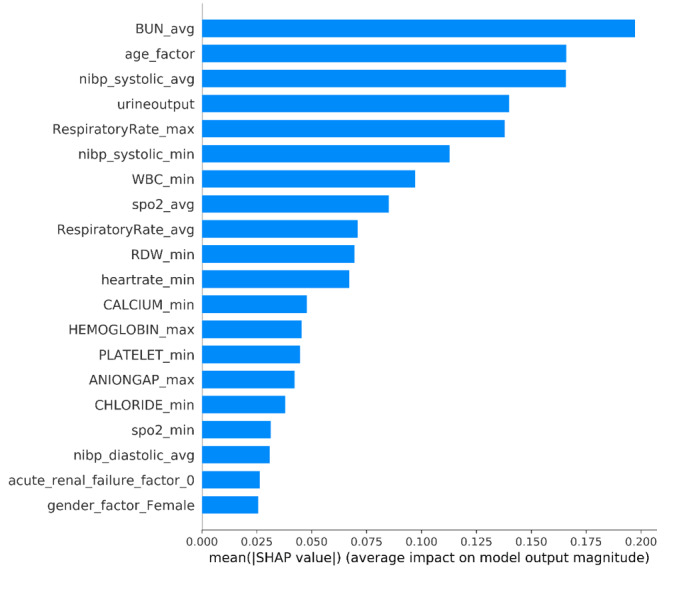 BUN_avg
age_factor
nibp_systolic_avg
urineoutput
RespiratoryRate_max
nibp_systolic_min
WBC_min
spo2_avg
RespiratoryRate_avg
RDW_min
heartrate_min
CALCIUM_min
HEMOGLOBIN_max
PLATELET_min
ANIONGAP_max
CHLORIDE_min
spo2_min
nibp_diastolic_avg
acute_renal_failure_factor_0
gender_factor_Female
0.000 0.025 0.050 0.075 0.100 0.125 0.150 0.175 0.200
mean(|SHAP value|) (average impact on model output magnitude)